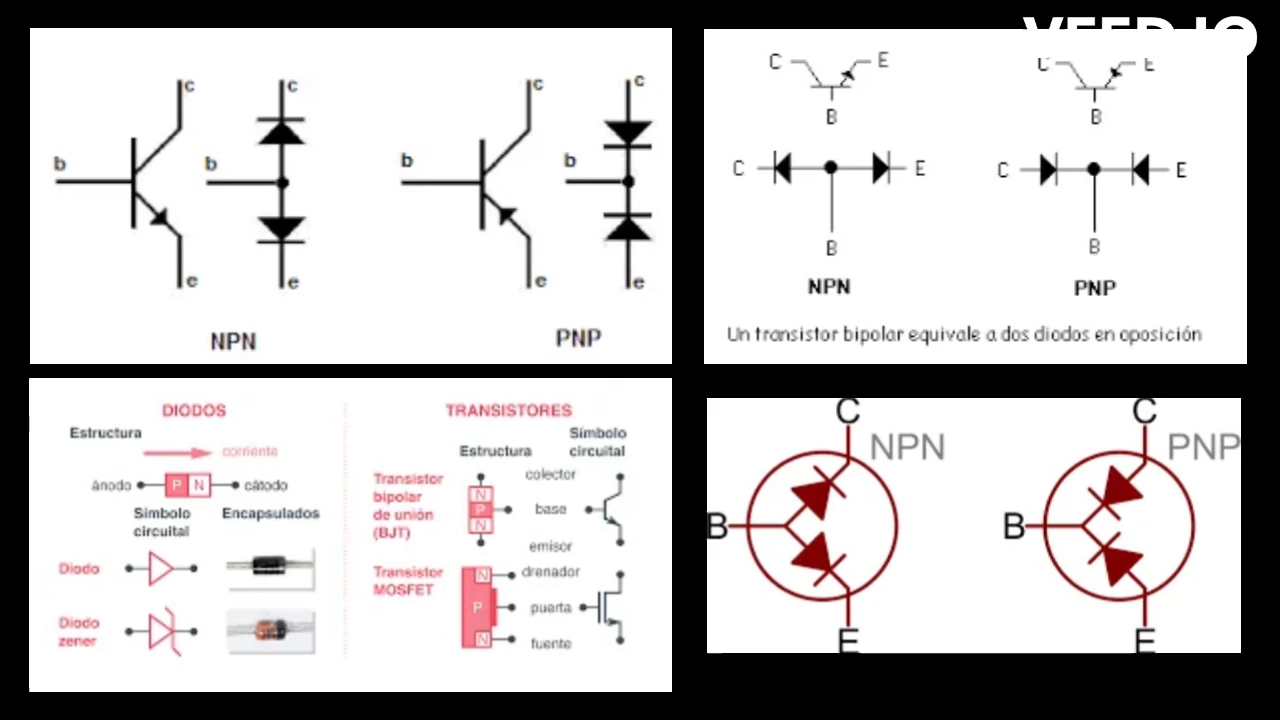 VEED.IO
c
c
c
c
b
b
b
b
e
e
e
e
NPN
PNP
C
E
C
E
B
B
C
E
C
E
B
B
NPN
PNP
Un transistor bipolar equivale a dos diodos en oposición
DIODOS
Estructura
corriente
ánodo
P
N
cátodo
Símbolo
circuital
Encapsulados
Diodo
Diodo
zener
TRANSISTORES
Símbolo
circuital
Estructura
Transistor
bipolar
de unión
(BJT)
N
P
N
colector
base
emisor
Transistor
MOSFET
N
P
N
drenador
puerta
fuente
C
NPN
B
E
C
PNP
B
E